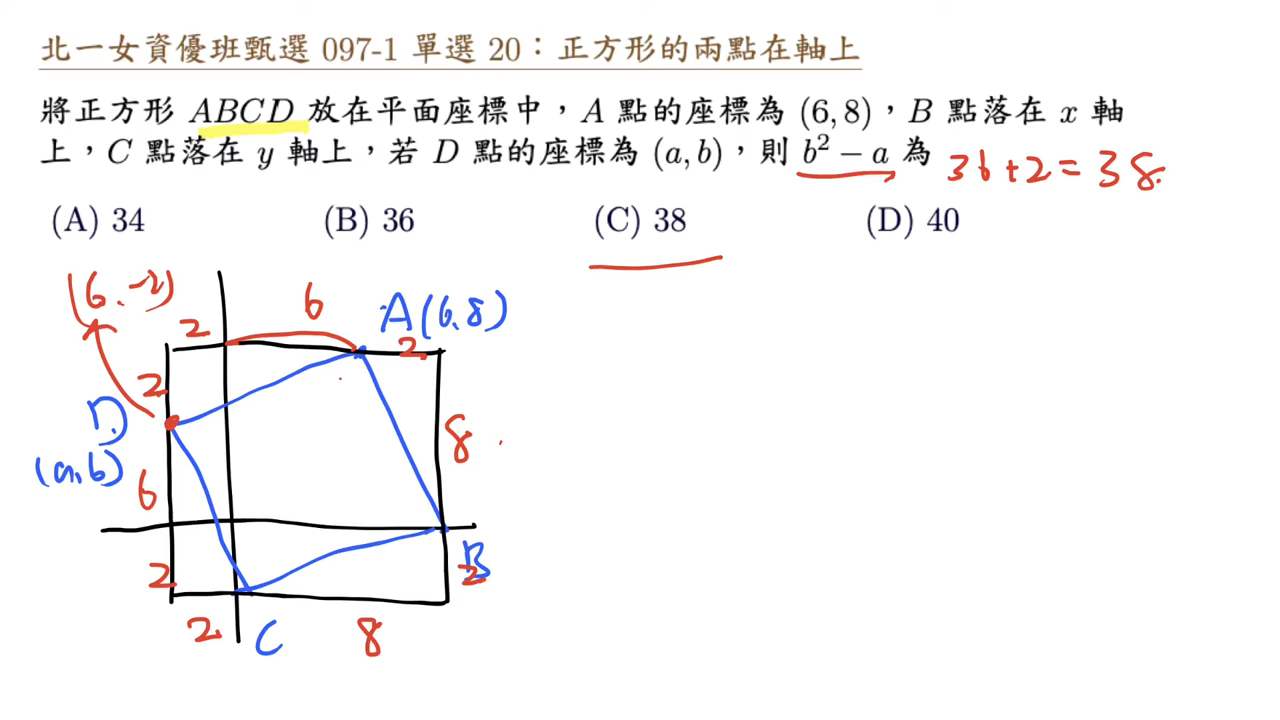 北一女資優班甄選 097-1 單選 20：正方形的兩點在軸上
將正方形 ABCD 放在平面座標中，A 點的座標為 (6, 8)，B 點落在 x 軸
上，C 點落在 y 軸上，若 D 點的座標為 (a, b)，則 b² − a 為
36+2=38.
(A) 34 (B) 36 (C) 38 (D) 40
(6, -2)
2 6 A(6,8)
2
2
D
8
(a,b)
6
B
2 2
2 C 8